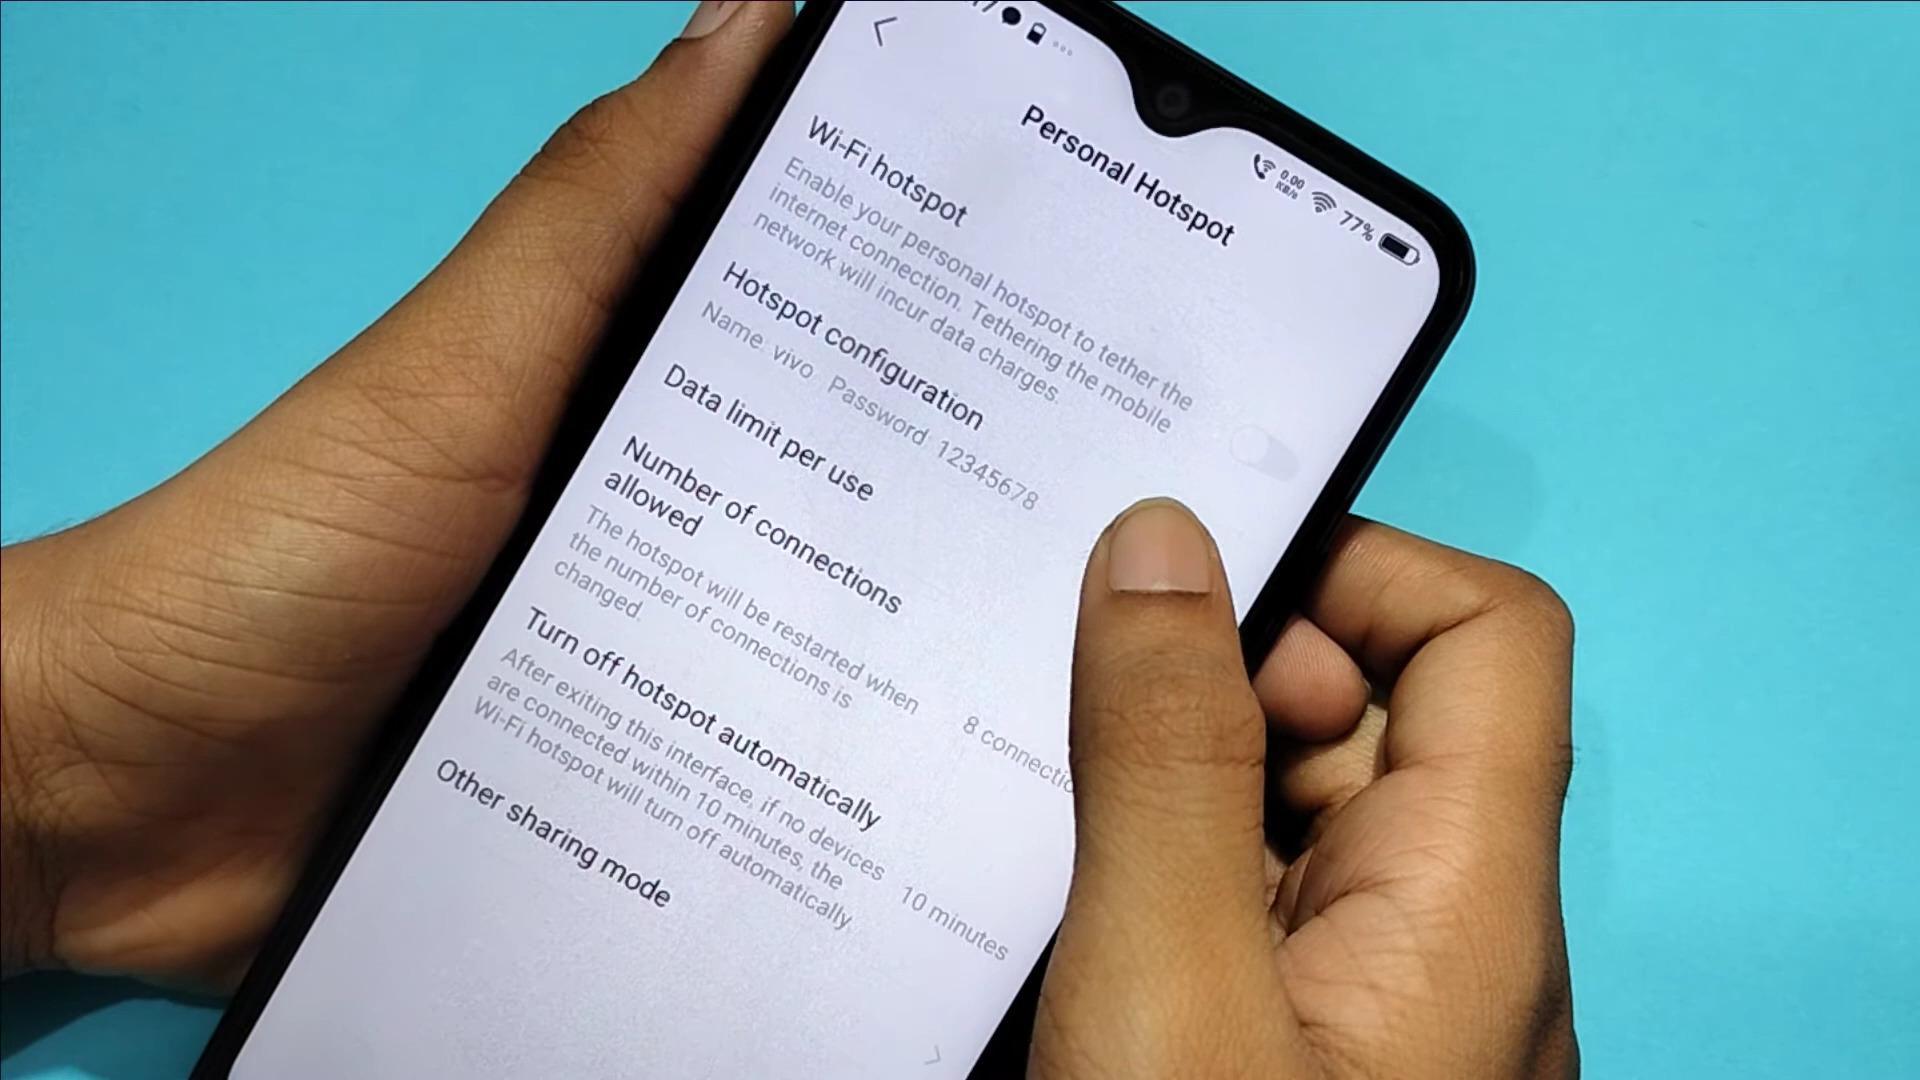 0.00
KB/s
77%
Personal Hotspot
Wi-Fi hotspot
Enable your personal hotspot to tether the
internet connection. Tethering the mobile
network will incur data charges.
Hotspot configuration
Name vivo Password 12345678
Data limit per use
Number of connections
allowed
The hotspot will be restarted when
the number of connections is
changed.
8
Turn off hotspot automatically
After exiting this interface, if no devices
are connected within 10 minutes, the
Wi-Fi hotspot will turn off automatically
10 minutes
Other sharing mode